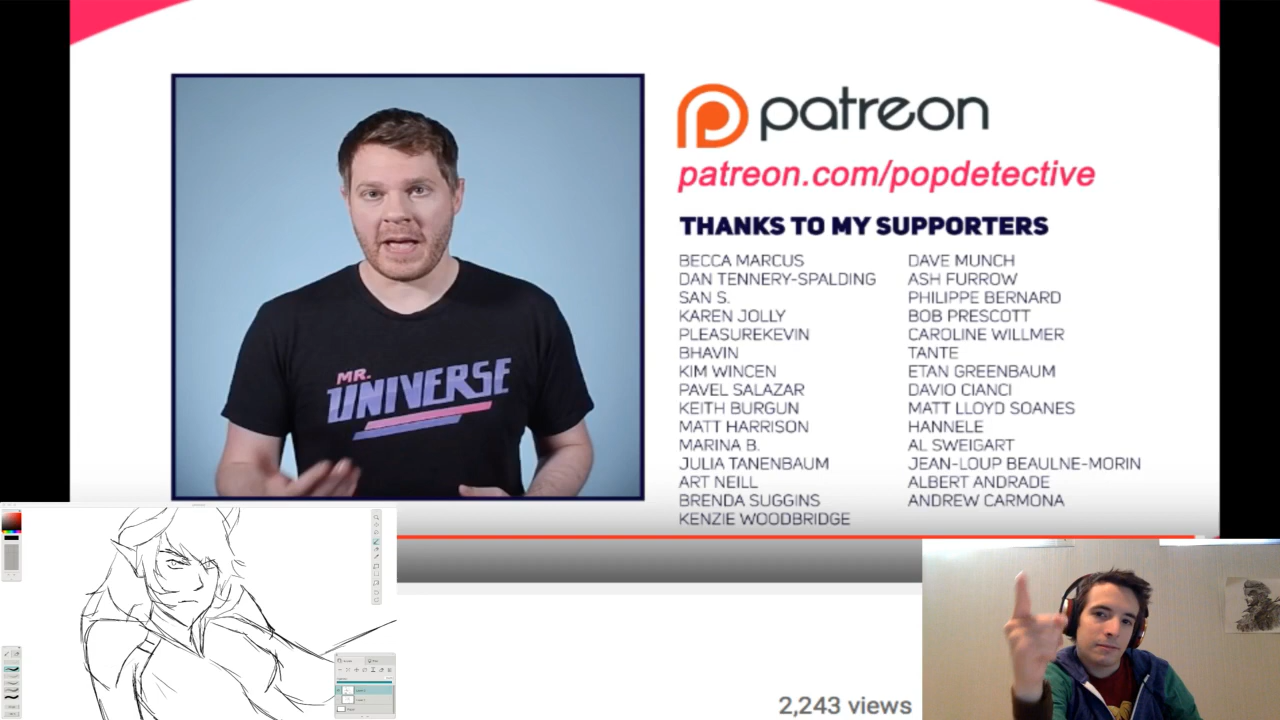 patreon
patreon.com/popdetective
THANKS TO MY SUPPORTERS
BECCA MARCUS
DAN TENNERY-SPALDING
SAN S.
KAREN JOLLY
PLEASUREKEVIN
BHAVIN
KIM WINCEN
PAVEL SALAZAR
KEITH BURGUN
MATT HARRISON
MARINA B.
JULIA TANENBAUM
ART NEILL
BRENDA SUGGINS
KENZIE WOODBRIDGE
DAVE MUNCH
ASH FURROW
PHILIPPE BERNARD
BOB PRESCOTT
CAROLINE WILLMER
TANTE
ETAN GREENBAUM
DAVIO CIANCI
MATT LLOYD SOANES
HANNELE
AL SWEIGART
JEAN-LOUP BEAULNE-MORIN
ALBERT ANDRADE
ANDREW CARMONA
MR.
UNIVERSE
2,243 views